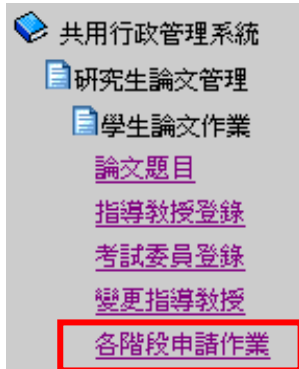 共用行政管理系統
研究生論文管理
學生論文作業
論文題目
指導教授登錄
考試委員登錄
變更指導教授
各階段申請作業